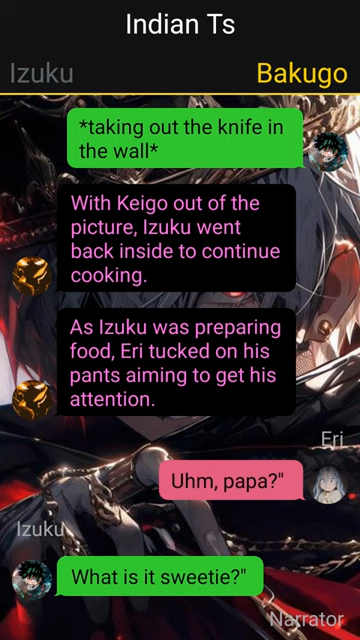 Indian Ts
Izuku
Bakugo
*taking out the knife in
the wall*
With Keigo out of the
picture, Izuku went
back inside to continue
cooking.
As Izuku was preparing
food, Eri tucked on his
pants aiming to get his
attention.
Eri
Uhm, papa?"
Izuku
What is it sweetie?"
Narrator